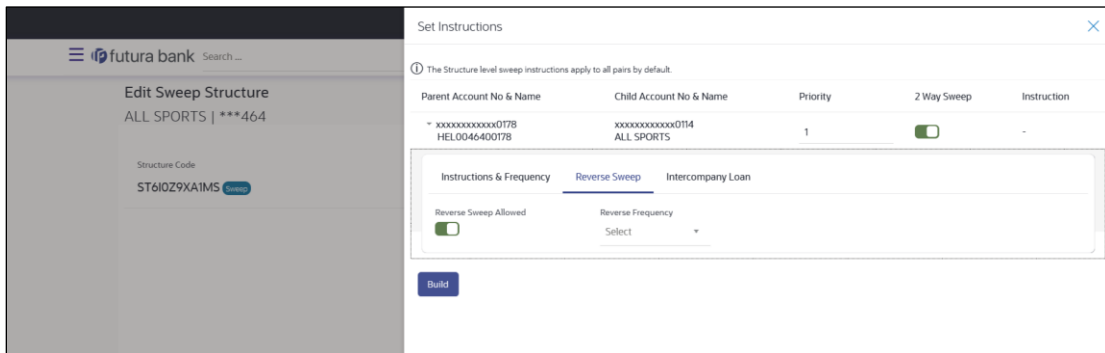 Set Instructions
futura bank Search ...
The Structure level sweep instructions apply to all pairs by default.
Edit Sweep Structure
ALL SPORTS | ***464
Parent Account No & Name Child Account No & Name Priority 2 Way Sweep Instruction
xxxxxxxxxxxx0178 xxxxxxxxxxxx0114 1 -
HEL0046400178 ALL SPORTS
Structure Code
ST6I0Z9XA1MS Sweep
Instructions & Frequency Reverse Sweep Intercompany Loan
Reverse Sweep Allowed Reverse Frequency
Select
Build